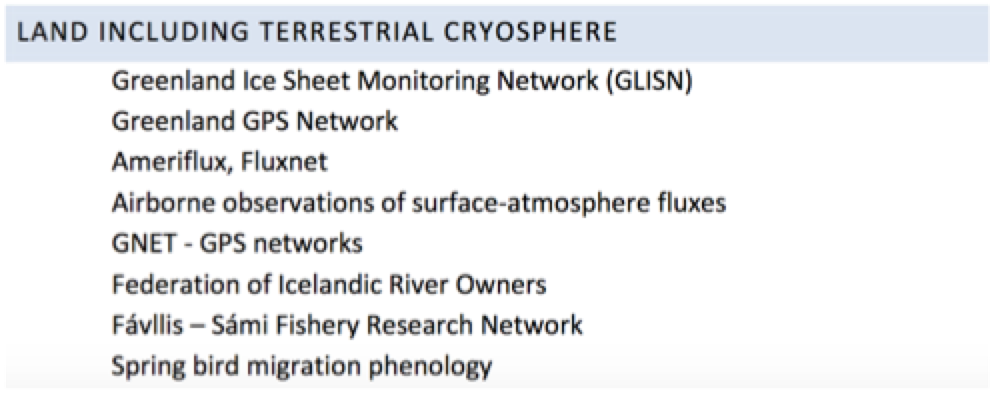 LAND INCLUDING TERRESTRIAL CRYOSPHERE
Greenland Ice Sheet Monitoring Network (GLISN)
Greenland GPS Network
Ameriflux, Fluxnet
Airborne observations of surface-atmosphere fluxes
GNET - GPS networks
Federation of Icelandic River Owners
Fávllis – Sámi Fishery Research Network
Spring bird migration phenology